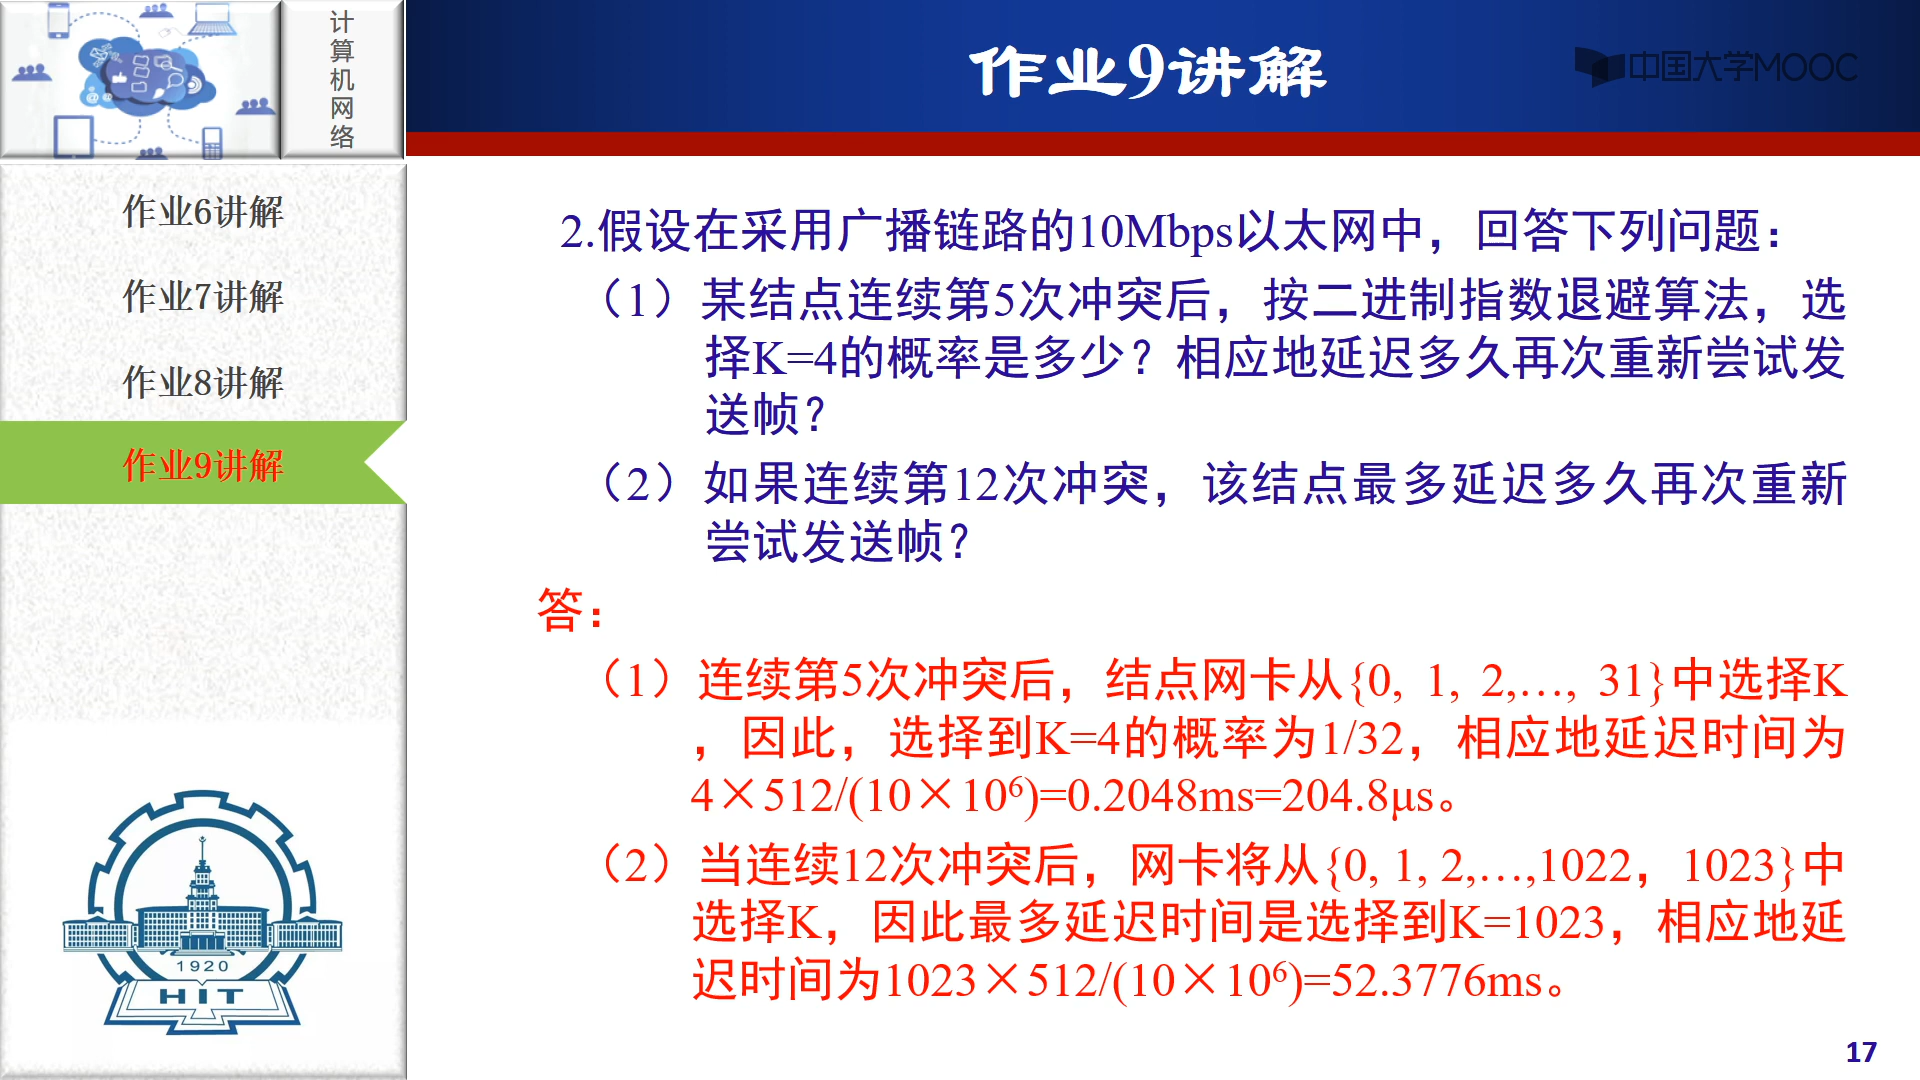 计算机网络
作业9讲解
中国大学MOOC
作业6讲解
作业7讲解
作业8讲解
作业9讲解
2.假设在采用广播链路的10Mbps以太网中，回答下列问题：
（1）某结点连续第5次冲突后，按二进制指数退避算法，选
择K=4的概率是多少？相应地延迟多久再次重新尝试发
送帧？
（2）如果连续第12次冲突，该结点最多延迟多久再次重新
尝试发送帧？
答：
（1）连续第5次冲突后，结点网卡从{0, 1, 2,…, 31}中选择K
，因此，选择到K=4的概率为1/32，相应地延迟时间为
4×512/(10×10⁶)=0.2048ms=204.8μs。
（2）当连续12次冲突后，网卡将从{0, 1, 2,…,1022，1023}中
选择K，因此最多延迟时间是选择到K=1023，相应地延
迟时间为1023×512/(10×10⁶)=52.3776ms。
1920
HIT
17